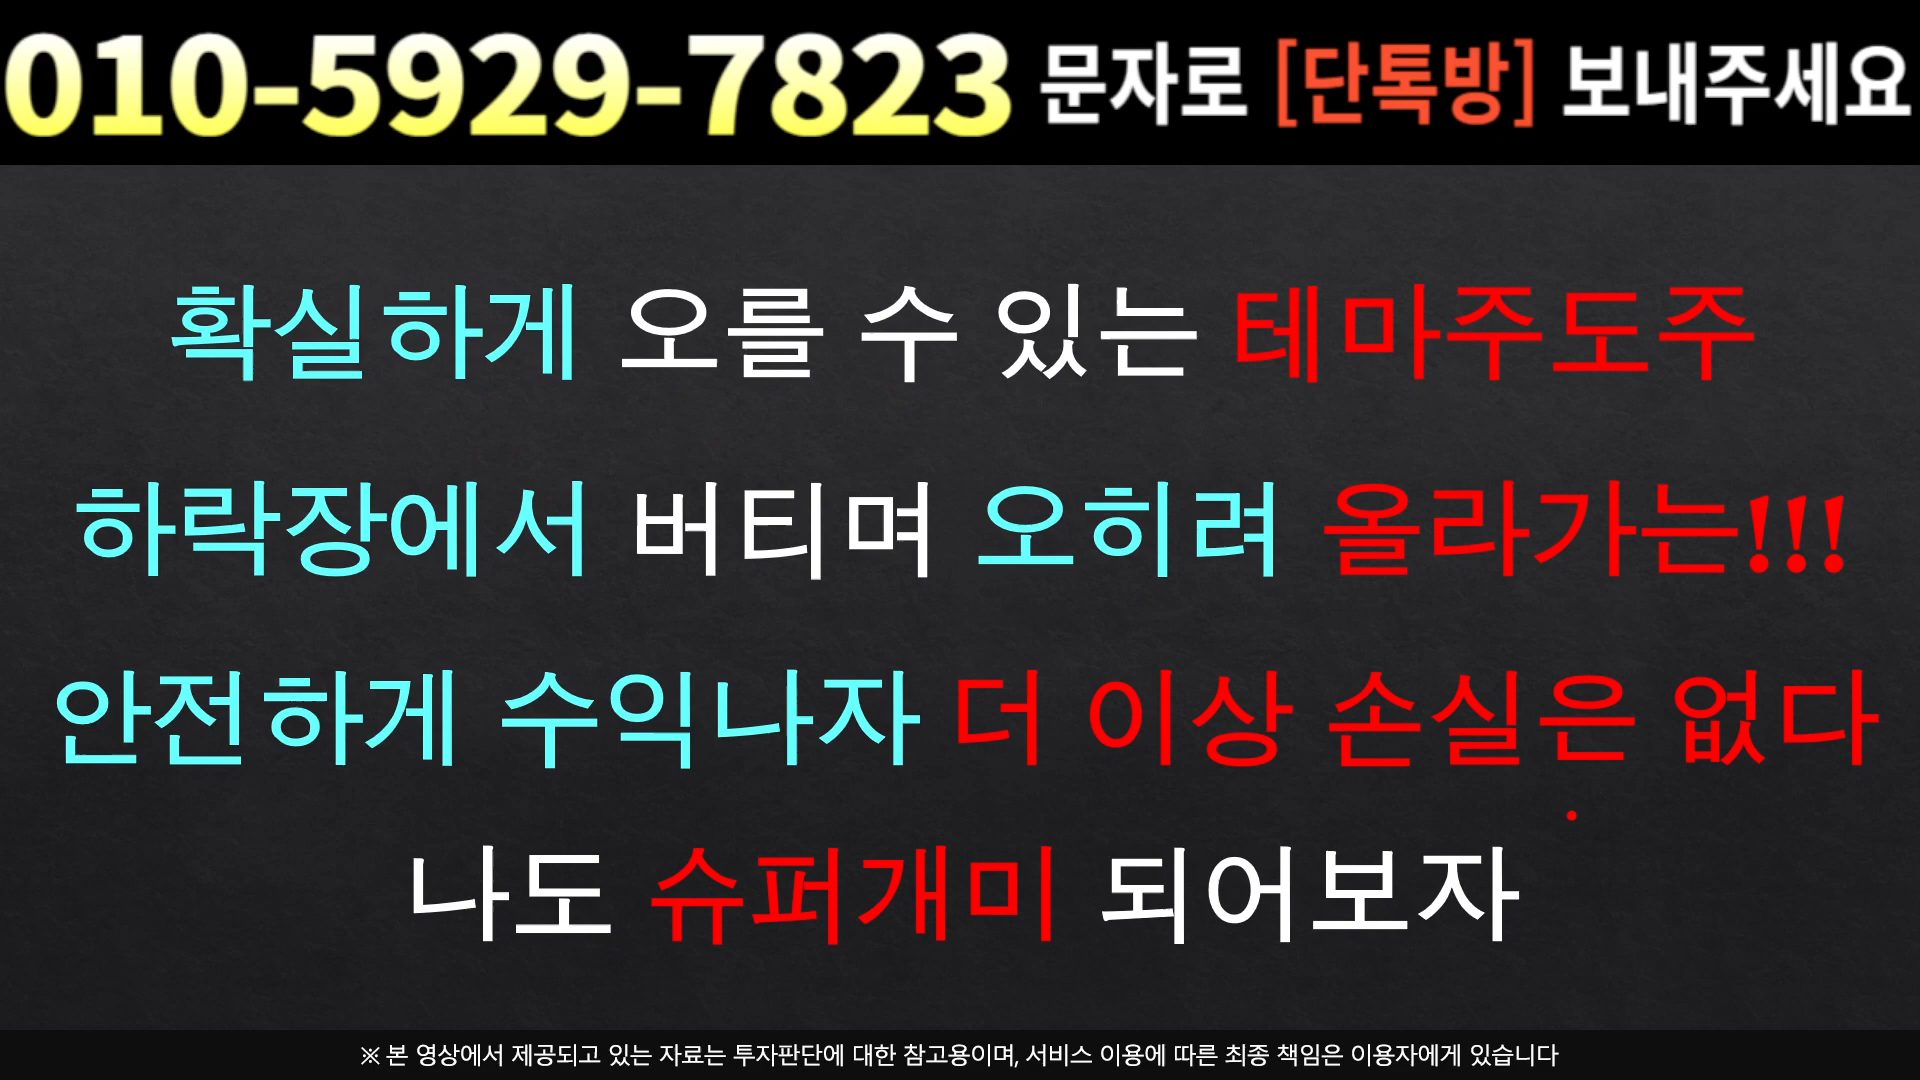 010-5929-7823 문자로 [단톡방] 보내주세요
확실하게 오를 수 있는 테마주도주
하락장에서 버티며 오히려 올라가는!!!
안전하게 수익나자 더 이상 손실은 없다
나도 슈퍼개미 되어보자
※ 본 영상에서 제공되고 있는 자료는 투자판단에 대한 참고용이며, 서비스 이용에 따른 최종 책임은 이용자에게 있습니다